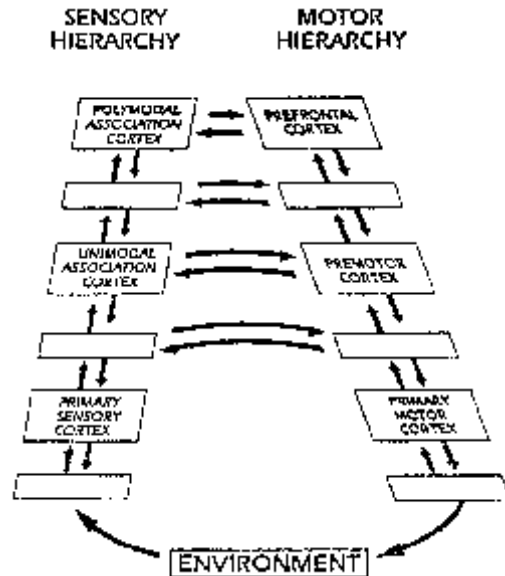 SENSORY
HIERARCHY
MOTOR
HIERARCHY
POLYMODAL
ASSOCIATION
CORTEX
PREFRONTAL
CORTEX
UNIMODAL
ASSOCIATION
CORTEX
PREMOTOR
CORTEX
PRIMARY
SENSORY
CORTEX
PRIMARY
MOTOR
CORTEX
ENVIRONMENT